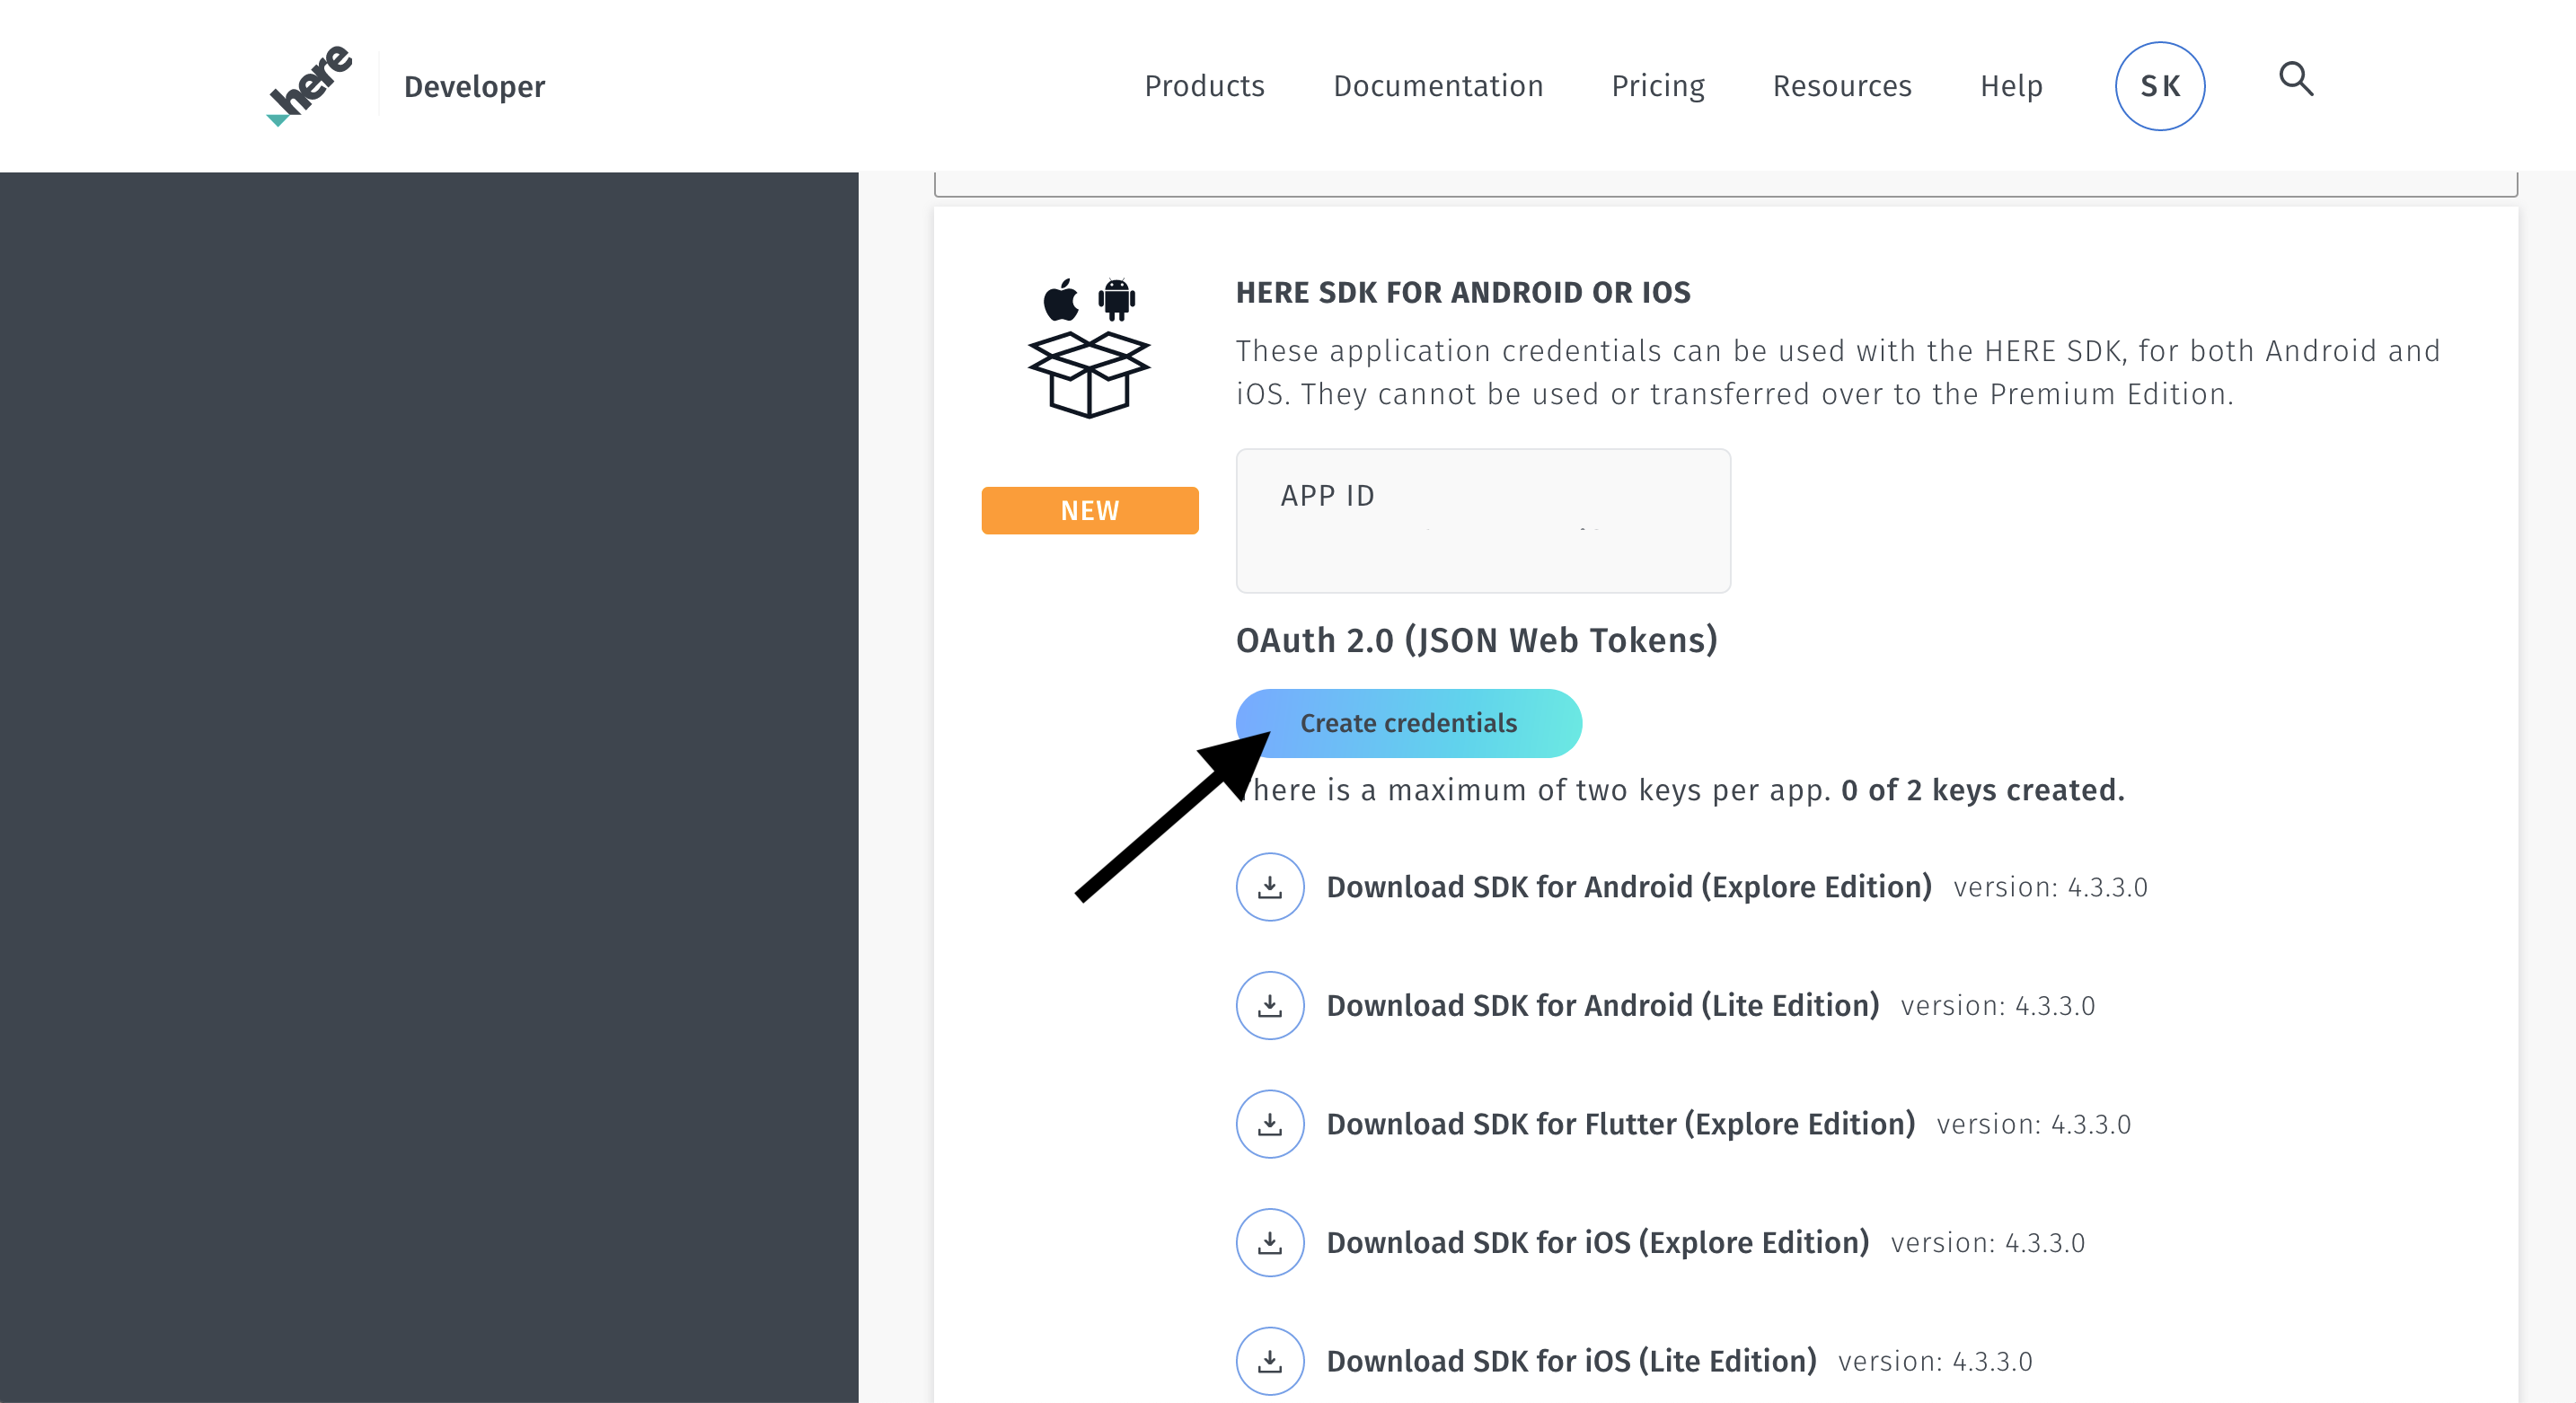 here Developer Products Documentation Pricing Resources Help SK
HERE SDK FOR ANDROID OR IOS
These application credentials can be used with the HERE SDK, for both Android and
iOS. They cannot be used or transferred over to the Premium Edition.
NEW
APP ID
OAuth 2.0 (JSON Web Tokens)
Create credentials
here is a maximum of two keys per app. 0 of 2 keys created.
Download SDK for Android (Explore Edition) version: 4.3.3.0
Download SDK for Android (Lite Edition) version: 4.3.3.0
Download SDK for Flutter (Explore Edition) version: 4.3.3.0
Download SDK for iOS (Explore Edition) version: 4.3.3.0
Download SDK for iOS (Lite Edition) version: 4.3.3.0